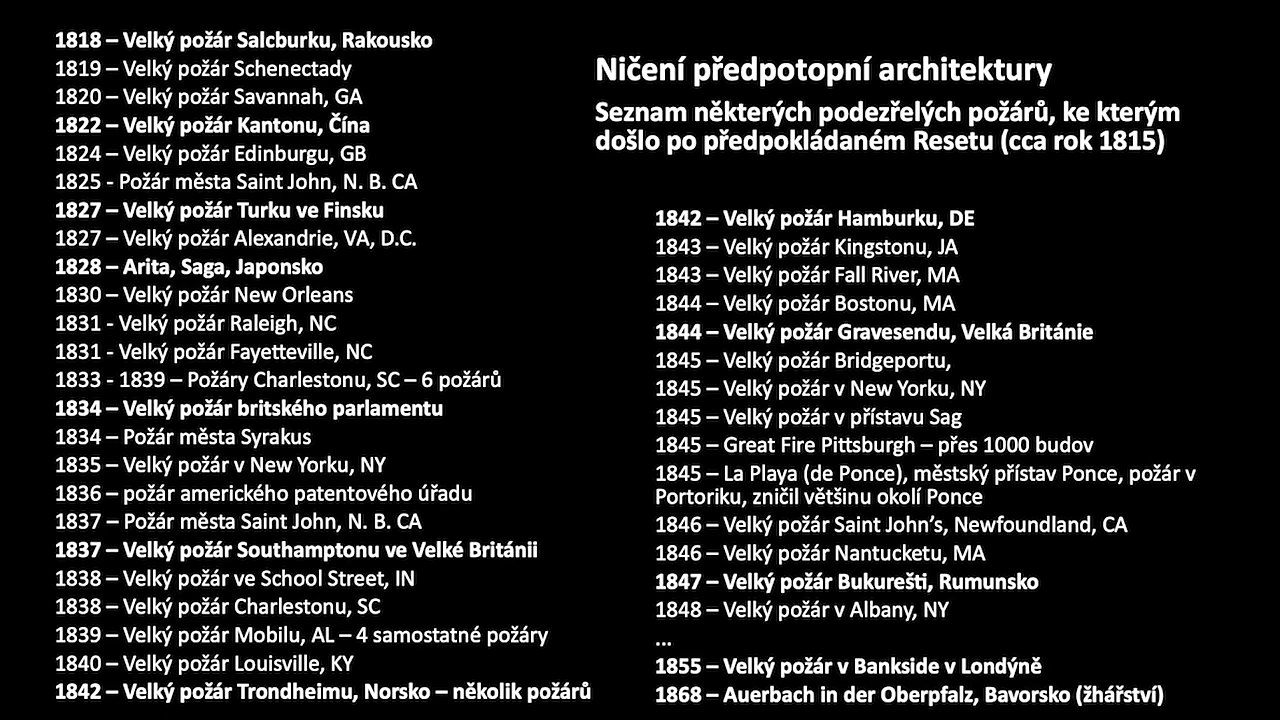 1818 – Velký požár Salcburku, Rakousko
1819 – Velký požár Schenectady
1820 – Velký požár Savannah, GA
1822 – Velký požár Kantonu, Čína
1824 – Velký požár Edinburgu, GB
1825 - Požár města Saint John, N. B. CA
1827 – Velký požár Turku ve Finsku
1827 – Velký požár Alexandrie, VA, D.C.
1828 – Arita, Saga, Japonsko
1830 – Velký požár New Orleans
1831 - Velký požár Raleigh, NC
1831 - Velký požár Fayetteville, NC
1833 - 1839 – Požáry Charlestonu, SC – 6 požárů
1834 – Velký požár britského parlamentu
1834 – Požár města Syrakus
1835 – Velký požár v New Yorku, NY
1836 – požár amerického patentového úřadu
1837 – Požár města Saint John, N. B. CA
1837 – Velký požár Southamptonu ve Velké Británii
1838 – Velký požár ve School Street, IN
1838 – Velký požár Charlestonu, SC
1839 – Velký požár Mobilu, AL – 4 samostatné požáry
1840 – Velký požár Louisville, KY
1842 – Velký požár Trondheimu, Norsko – několik požárů
Ničení předpotopní architektury
Seznam některých podezřelých požárů, ke kterým
došlo po předpokládaném Resetu (cca rok 1815)
1842 – Velký požár Hamburku, DE
1843 – Velký požár Kingstonu, JA
1843 – Velký požár Fall River, MA
1844 – Velký požár Bostonu, MA
1844 – Velký požár Gravesendu, Velká Británie
1845 – Velký požár Bridgeportu,
1845 – Velký požár v New Yorku, NY
1845 – Velký požár v přístavu Sag
1845 – Great Fire Pittsburgh – přes 1000 budov
1845 – La Playa (de Ponce), městský přístav Ponce, požár v
Portoriku, zničil většinu okolí Ponce
1846 – Velký požár Saint John’s, Newfoundland, CA
1846 – Velký požár Nantucketu, MA
1847 – Velký požár Bukurešti, Rumunsko
1848 – Velký požár v Albany, NY
...
1855 – Velký požár v Bankside v Londýně
1868 – Auerbach in der Oberpfalz, Bavorsko (žhářství)